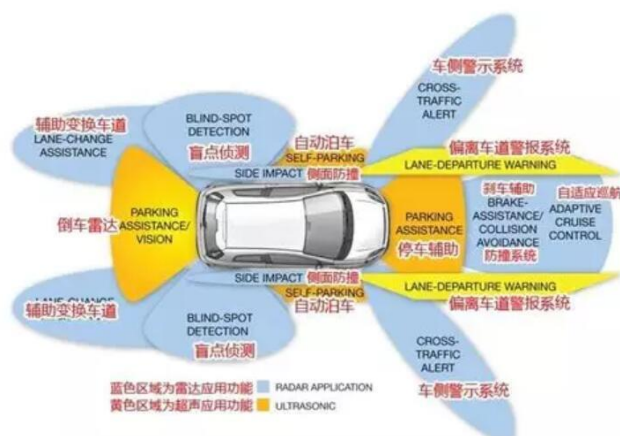 车侧警示系统
CROSS-
TRAFFIC
ALERT
辅助变换车道
LANE-CHANGE
ASSISTANCE
BLIND-SPOT
DETECTION
盲点侦测
自动泊车
SELF-PARKING
偏离车道警报系统
LANE-DEPARTURE WARNING
SIDE IMPACT 侧面防撞
倒车雷达
PARKING
ASSISTANCE/
VISION
PARKING
ASSISTANCE
停车辅助
刹车辅助
BRAKE-
ASSISTANCE/
COLLISION
AVOIDANCE
防撞系统
自适应巡航
ADAPTIVE
CRUISE
CONTROL
SIDE IMPACT 侧面防撞
SELF-PARKING
自动泊车
LANE-DEPARTURE WARNING
偏离车道警报系统
辅助变换车道
BLIND-SPOT
DETECTION
盲点侦测
CROSS-
TRAFFIC
ALERT
车侧警示系统
蓝色区域为雷达应用功能 RADAR APPLICATION
黄色区域为超声应用功能 ULTRASONIC